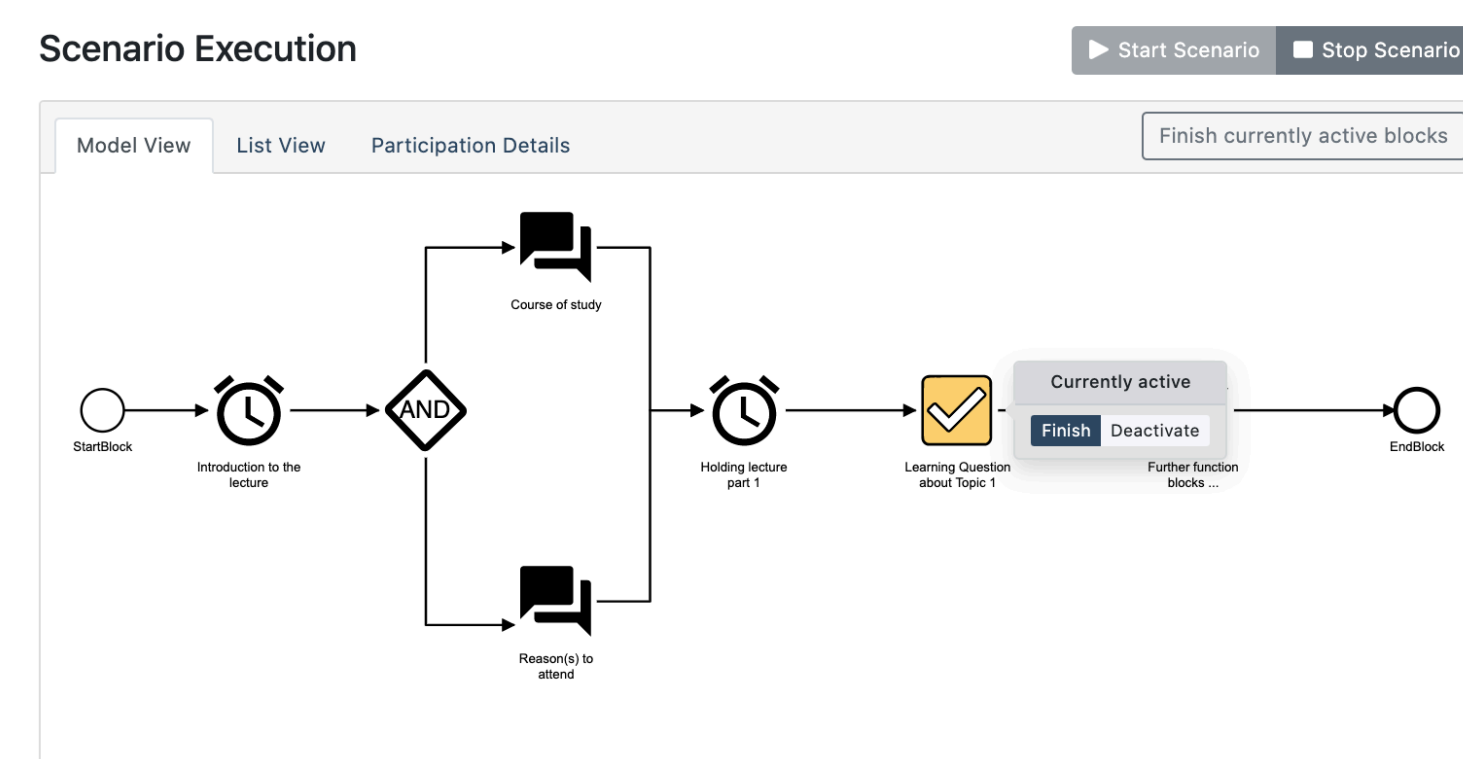 Scenario Execution
Start Scenario
Stop Scenario
Model View
List View
Participation Details
Finish currently active blocks
Course of study
AND
Currently active
Finish
Deactivate
StartBlock
EndBlock
Introduction to the
lecture
Holding lecture
part 1
Learning Question
about Topic 1
Further function
blocks ...
Reason(s) to
attend